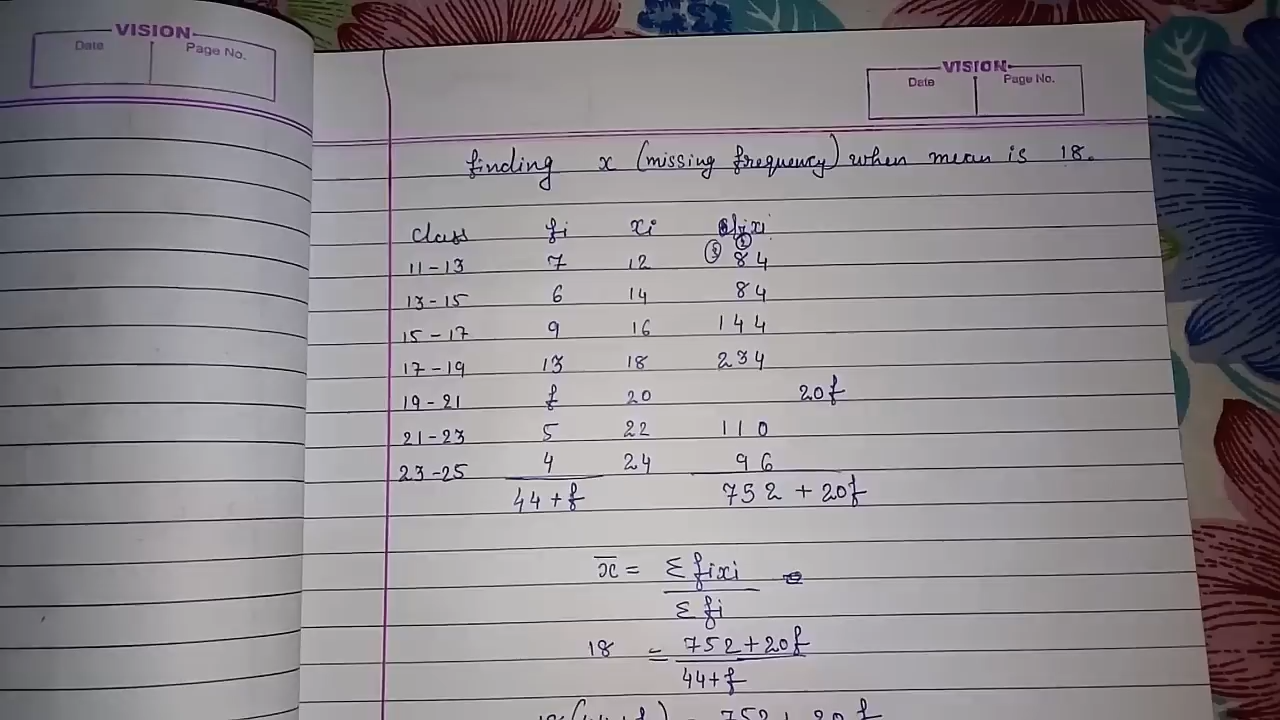 VISION
Date Page No.
VISION
Date Page No.
finding x (missing frequency) when mean is 18.
class fi xi fixi
11-13 7 12 84
13-15 6 14 84
15-17 9 16 144
17-19 13 18 234
19-21 f 20 20f
21-23 5 22 110
23-25 4 24 96
44+f 752+20f
x̄ = Σfixi
Σfi
18 = 752+20f
44+f
752+20f